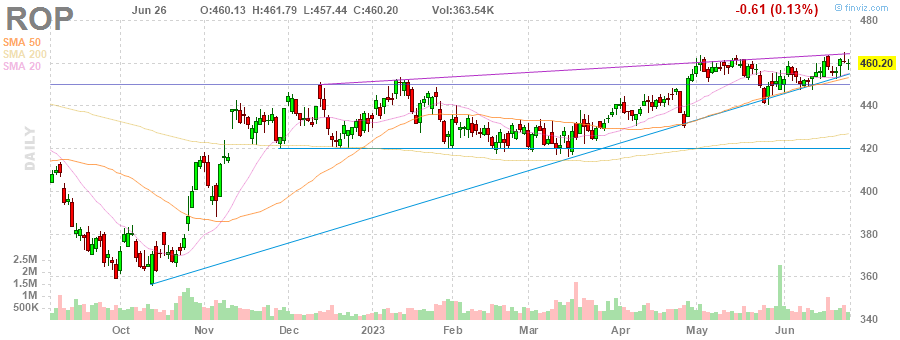 ROP Jun 26 O:460.13 H:461.79 L:457.44 C:460.20 Vol:363.54K -0.61 (0.13%) finviz.com
SMA 50
SMA 200
SMA 20
DAILY
480
460.20
440
420
400
380
360
340
2.5M
2M
1.5M
1M
500K
Oct Nov Dec 2023 Feb Mar Apr May Jun